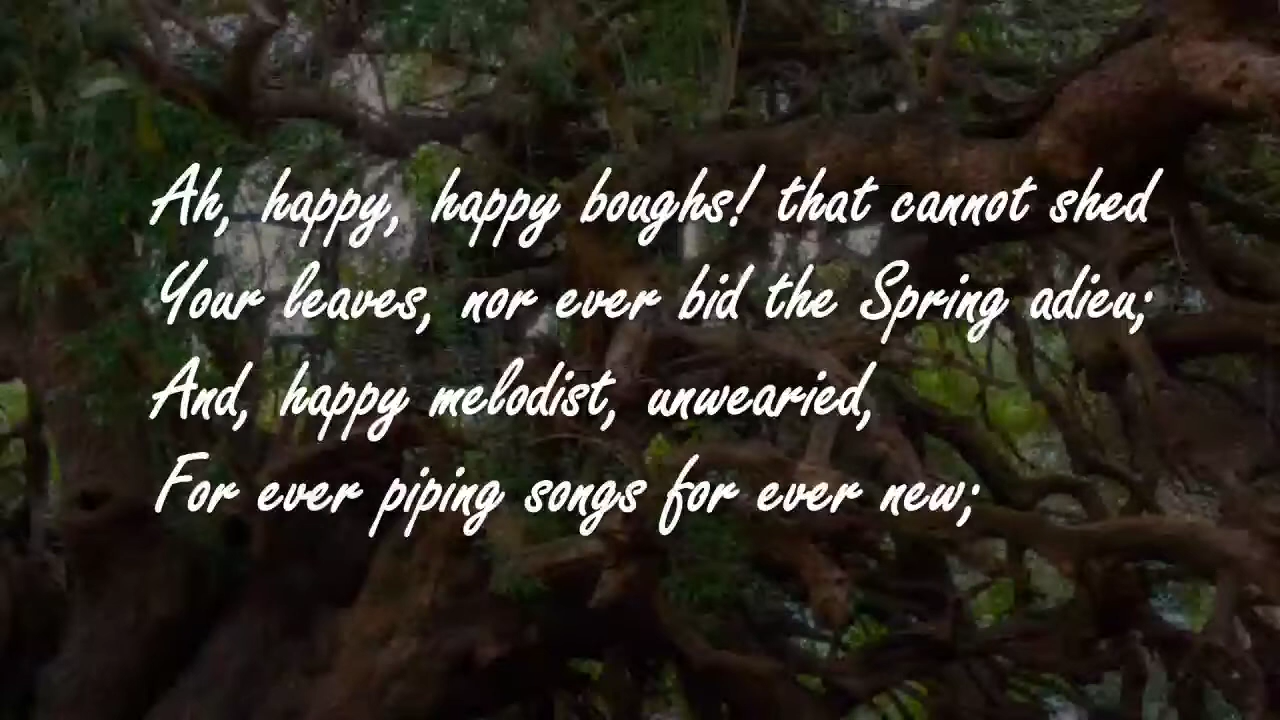 Ah, happy, happy boughs! that cannot shed
Your leaves, nor ever bid the Spring adieu;
And, happy melodist, unwearied,
For ever piping songs for ever new;